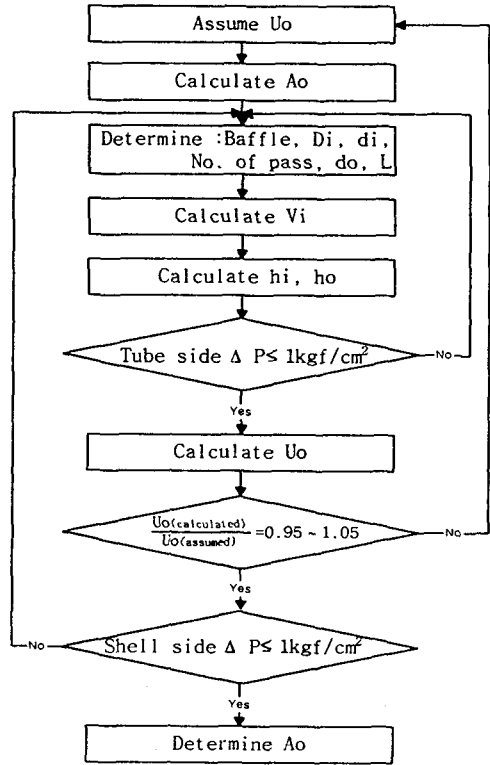 Assume Uo
Calculate Ao
Determine :Baffle, Di, di,
No. of pass, do, L
Calculate Vi
Calculate hi, ho
Tube side Δ P≤ 1kgf/cm²
No
Yes
Calculate Uo
Uo(calculated)
Uo(assumed)
=0.95 ~ 1.05
No
Yes
Shell side Δ P≤ 1kgf/cm²
No
Yes
Determine Ao